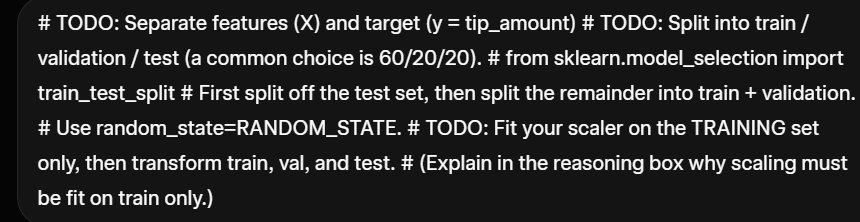 # TODO: Separate features (X) and target (y = tip_amount) # TODO: Split into train /
validation / test (a common choice is 60/20/20). # from sklearn.model_selection import
train_test_split # First split off the test set, then split the remainder into train + validation.
# Use random_state=RANDOM_STATE. # TODO: Fit your scaler on the TRAINING set
only, then transform train, val, and test. # (Explain in the reasoning box why scaling must
be fit on train only.)